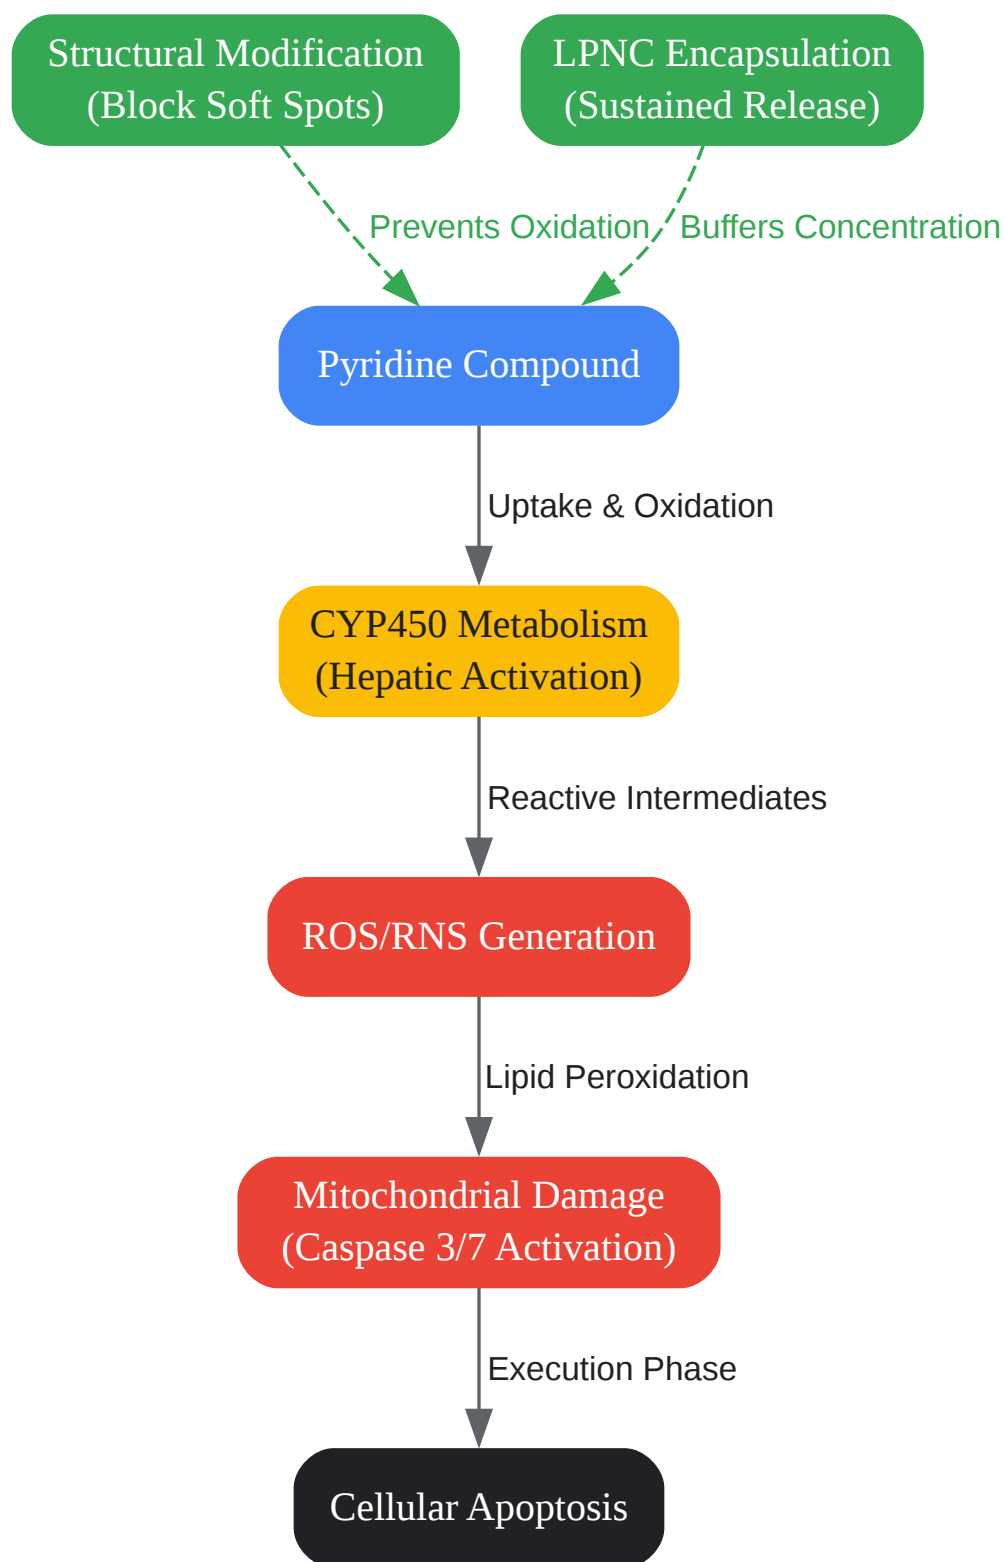 Structural Modification
(Block Soft Spots)
LPNC Encapsulation
(Sustained Release)
Prevents Oxidation
Buffers Concentration
Pyridine Compound
Uptake & Oxidation
CYP450 Metabolism
(Hepatic Activation)
Reactive Intermediates
ROS/RNS Generation
Lipid Peroxidation
Mitochondrial Damage
(Caspase 3/7 Activation)
Execution Phase
Cellular Apoptosis